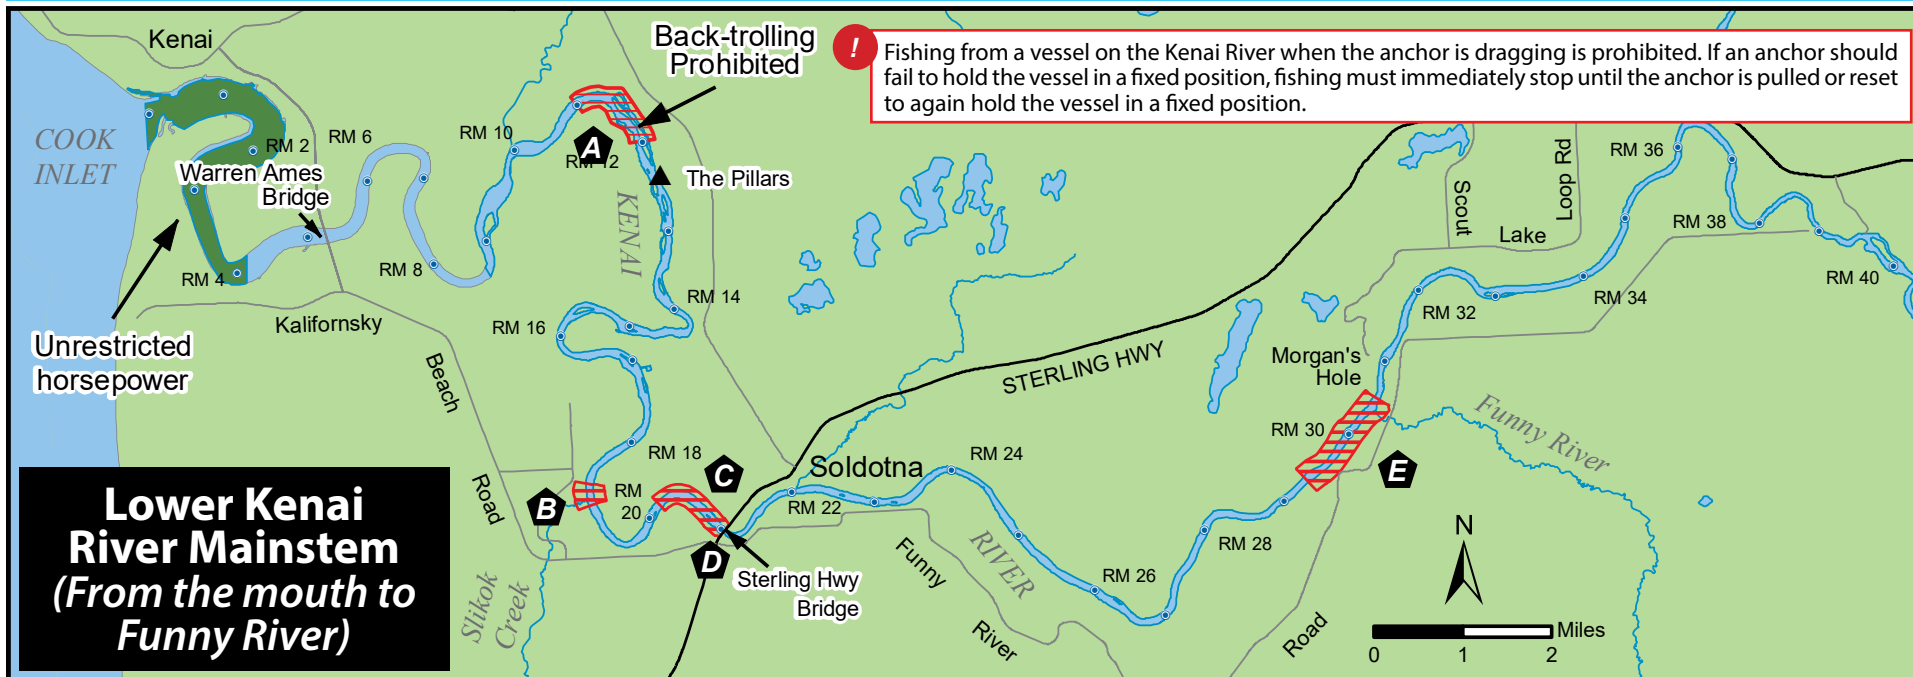 Kenai
Back-trolling
Prohibited
!
Fishing from a vessel on the Kenai River when the anchor is dragging is prohibited. If an anchor should
fail to hold the vessel in a fixed position, fishing must immediately stop until the anchor is pulled or reset
to again hold the vessel in a fixed position.
COOK
INLET
RM 2
RM 6
RM 10
A
RM 12
RM 36
Warren Ames
Bridge
The Pillars
KENAI
Scout
Loop Rd
Lake
RM 38
RM 4
RM 8
RM 40
RM 14
RM 34
RM 32
Kalifornsky
RM 16
Unrestricted
horsepower
Beach
STERLING HWY
Morgan's
Hole
Funny River
RM 30
RM 18
RM 24
Soldotna
C
E
Road
RM
20
B
RM 22
RM 28
N
Lower Kenai
River Mainstem
(From the mouth to
Funny River)
D
Sterling Hwy
Bridge
Funny
RIVER
RM 26
Slikok
Creek
River
Road
Miles
0
1
2